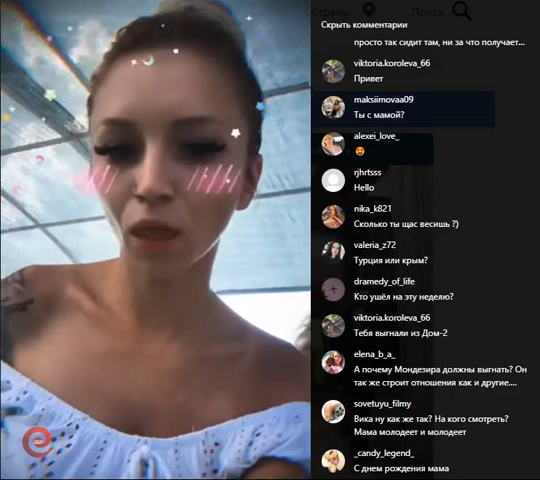 Страны
Поиск
Скрыть комментарии
просто так сидит там, ни за что получает...
viktoria.koroleva_66
Привет
maksiimovaa09
Ты с мамой?
alexei_love_
😍
rjhrtsss
Hello
nika_k821
Сколько ты щас весишь ?)
valeria_z72
Турция или крым?
dramedy_of_life
Кто ушёл на эту неделю?
viktoria.koroleva_66
Тебя выгнали из Дом-2
elena_b_a_
А почему Мондезира должны выгнать? Он
так же строит отношения как и другие....
sovetuyu_filmy
Вика ну как же так? На кого смотреть?
Мама молодеет и молодеет
_candy_legend_
С днем рождения мама